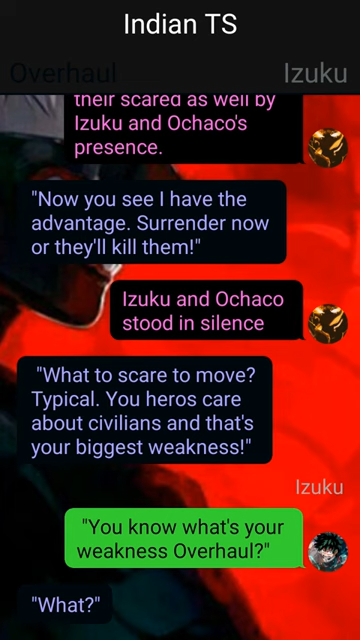 Indian TS
Overhaul
Izuku
their scared as well by
Izuku and Ochaco's
presence.
"Now you see I have the
advantage. Surrender now
or they'll kill them!"
Izuku and Ochaco
stood in silence
"What to scare to move?
Typical. You heros care
about civilians and that's
your biggest weakness!"
Izuku
"You know what's your
weakness Overhaul?"
"What?"